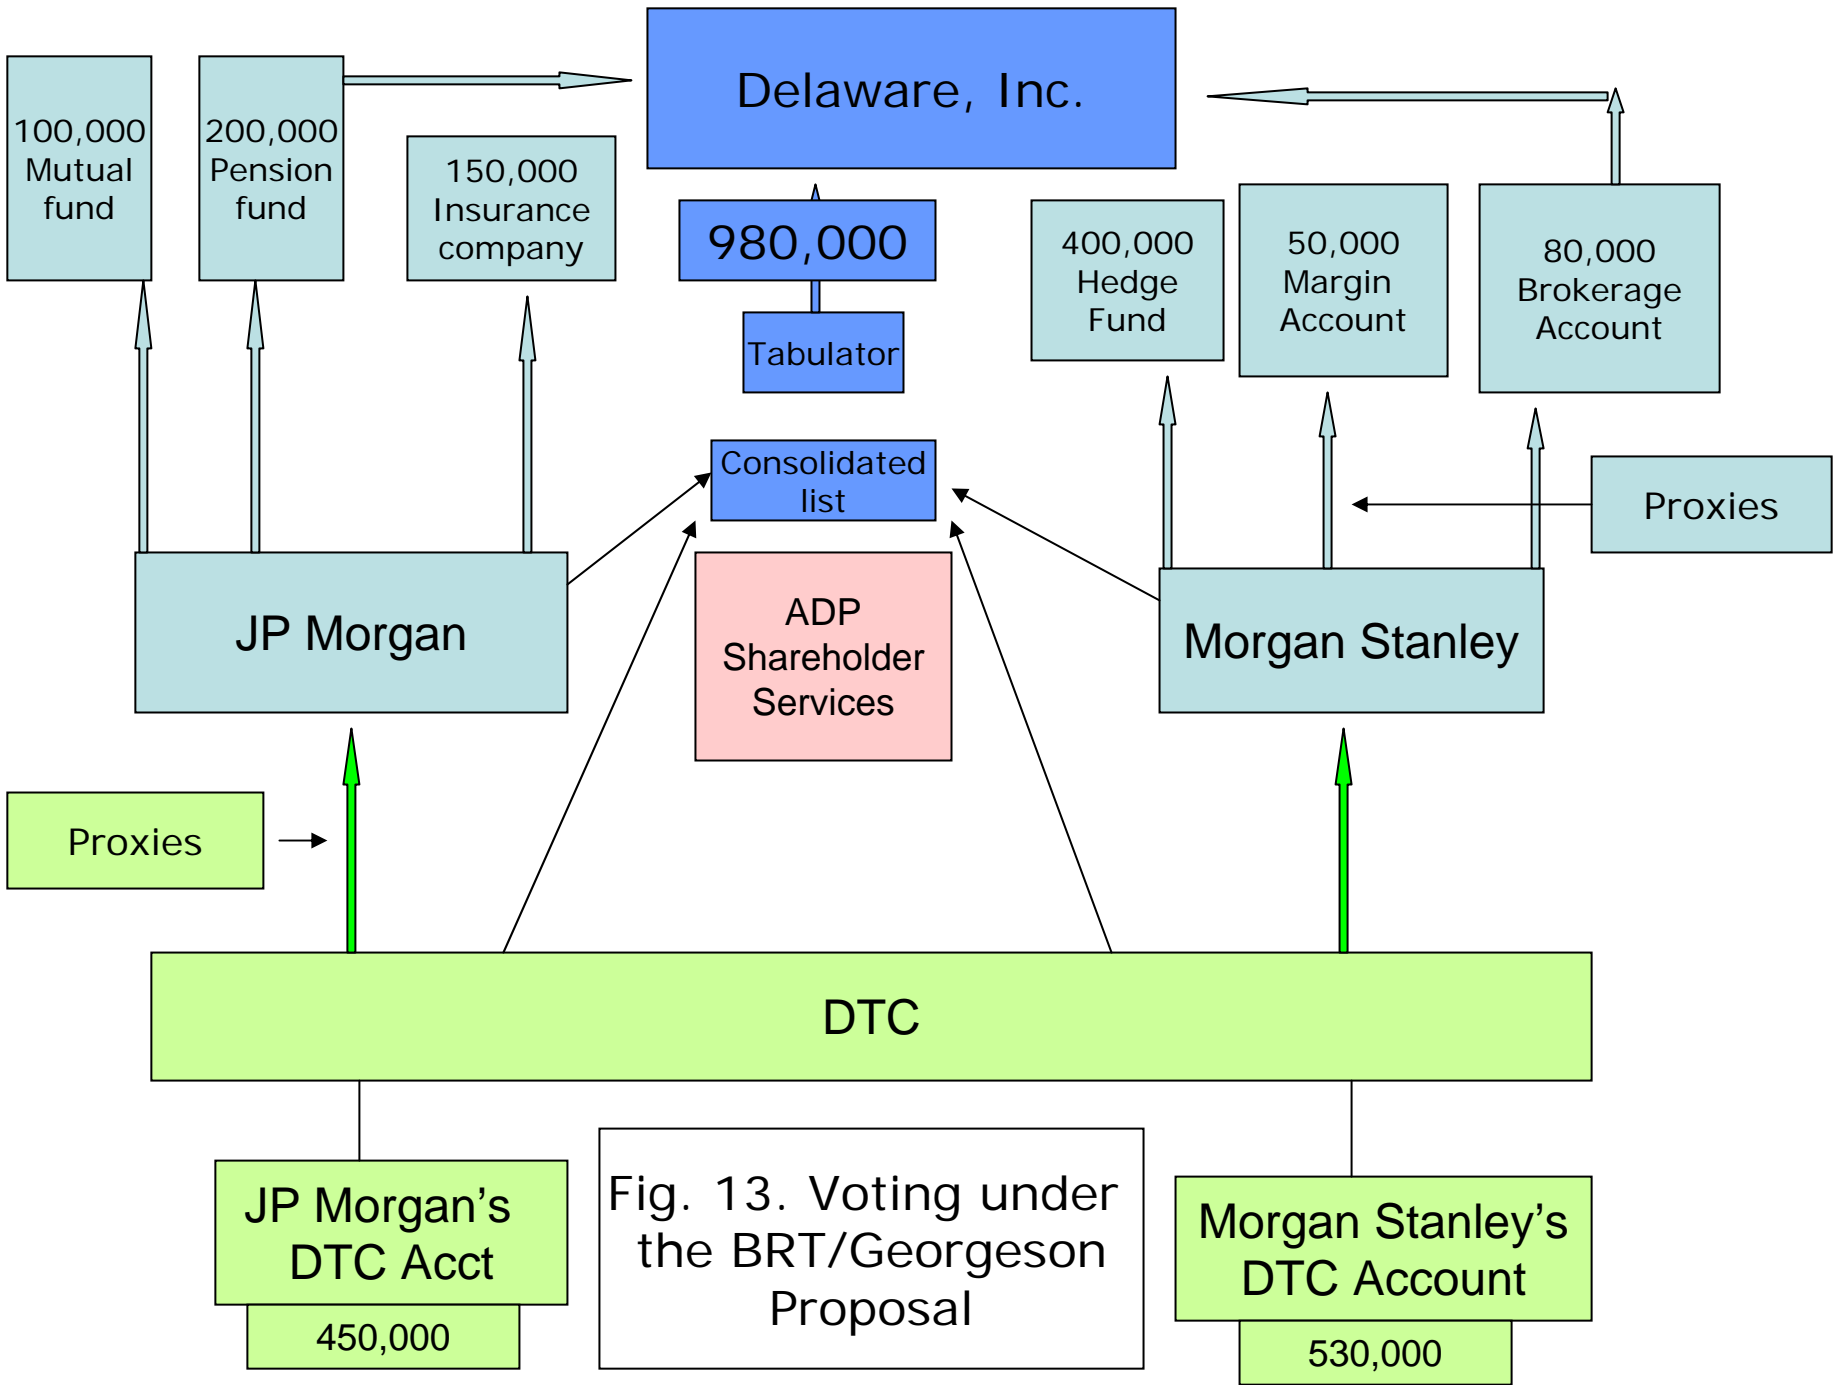 Delaware, Inc.
100,000
Mutual
fund
200,000
Pension
fund
150,000
Insurance
company
980,000
400,000
Hedge
Fund
50,000
Margin
Account
80,000
Brokerage
Account
Tabulator
Consolidated
list
Proxies
JP Morgan
ADP
Shareholder
Services
Morgan Stanley
Proxies
DTC
JP Morgan’s
DTC Acct
450,000
Fig. 13. Voting under
the BRT/Georgeson
Proposal
Morgan Stanley’s
DTC Account
530,000